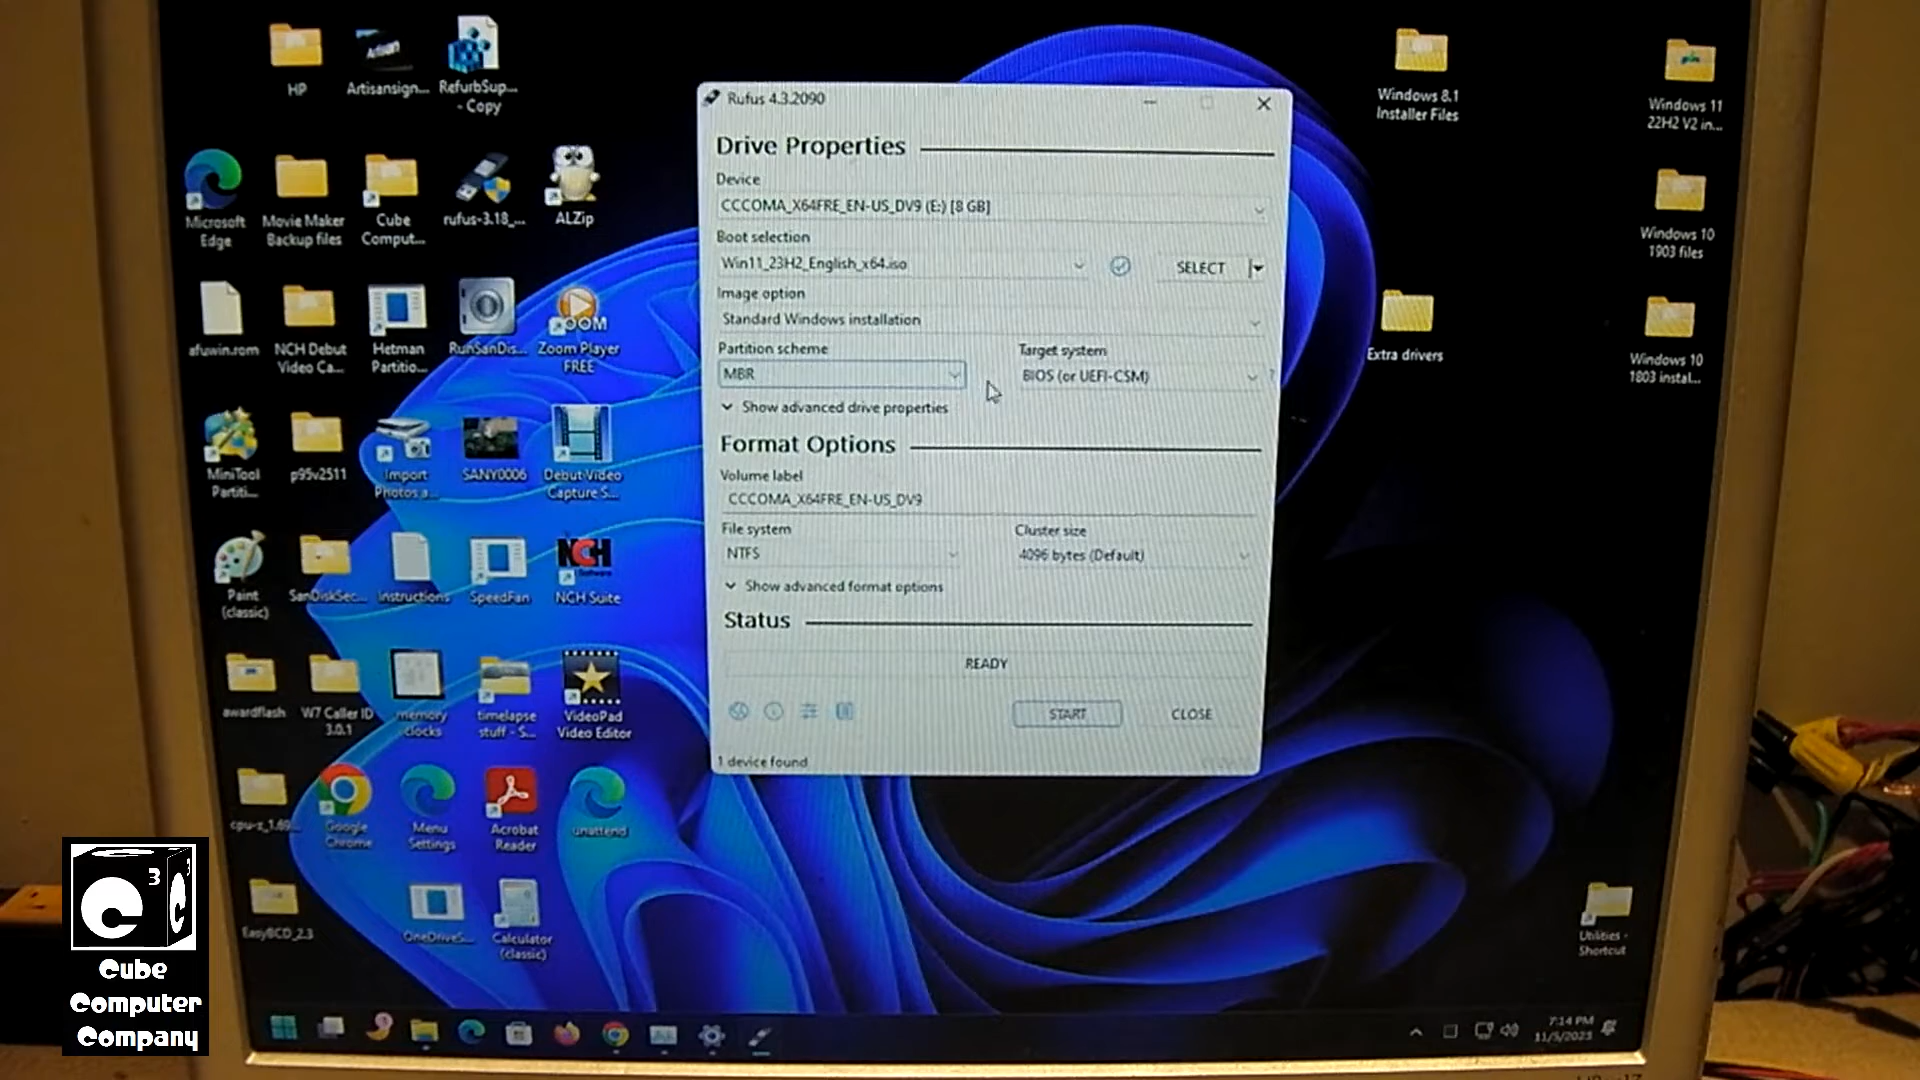 HP
Artisansign...
RefurbSup...
- Copy
Microsoft
Edge
Movie Maker
Backup files
Cube
Comput...
rufus-3.18_...
ALZip
afuwin.rom
NCH Debut
Video Ca...
Hetman
Partitio...
RunSanDis...
ZOOM
Zoom Player
FREE
MiniTool
Partiti...
p95v2511
Import
Photos a...
SANY0006
Debut Video
Capture S...
Paint
(classic)
SanDiskSec...
instructions
SpeedFan
NCH
NCH Suite
awardflash
W7 Caller ID
3.0.1
memory
clocks
timelapse
stuff - S...
VideoPad
Video Editor
cpu-z_1.69...
Google
Chrome
Menu
Settings
Acrobat
Reader
unattend
EasyBCD_2.3
OneDriveS...
Calculator
(classic)
Rufus 4.3.2090
Drive Properties
Device
CCCOMA_X64FRE_EN-US_DV9 (E:) [8 GB]
Boot selection
Win11_23H2_English_x64.iso
SELECT
Image option
Standard Windows installation
Partition scheme
Target system
MBR
BIOS (or UEFI-CSM)
?
Show advanced drive properties
Format Options
Volume label
CCCOMA_X64FRE_EN-US_DV9
File system
Cluster size
NTFS
4096 bytes (Default)
Show advanced format options
Status
READY
START
CLOSE
1 device found
Windows 8.1
Installer Files
Windows 11
22H2 V2 in...
Windows 10
1903 files
Extra drivers
Windows 10
1803 instal...
Utilities -
Shortcut
7:14 PM
11/5/2023
C3
Cube
Computer
Company